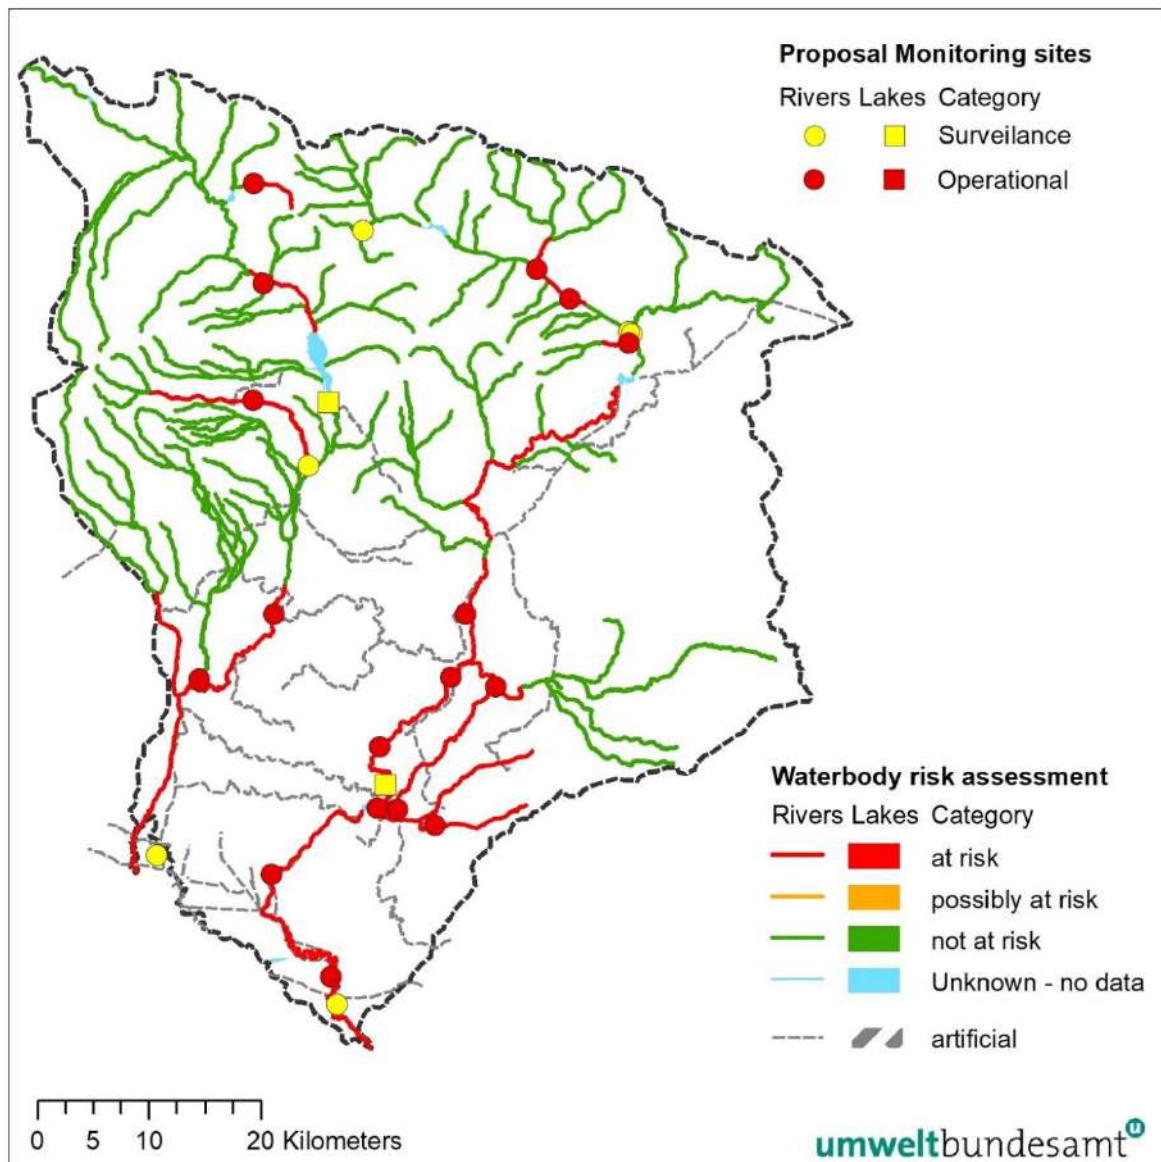 Proposal Monitoring sites
Rivers Lakes Category
Surveilance
Operational
Waterbody risk assessment
Rivers Lakes Category
at risk
possibly at risk
not at risk
Unknown - no data
artificial
0 5 10 20 Kilometers
umweltbundesamt u